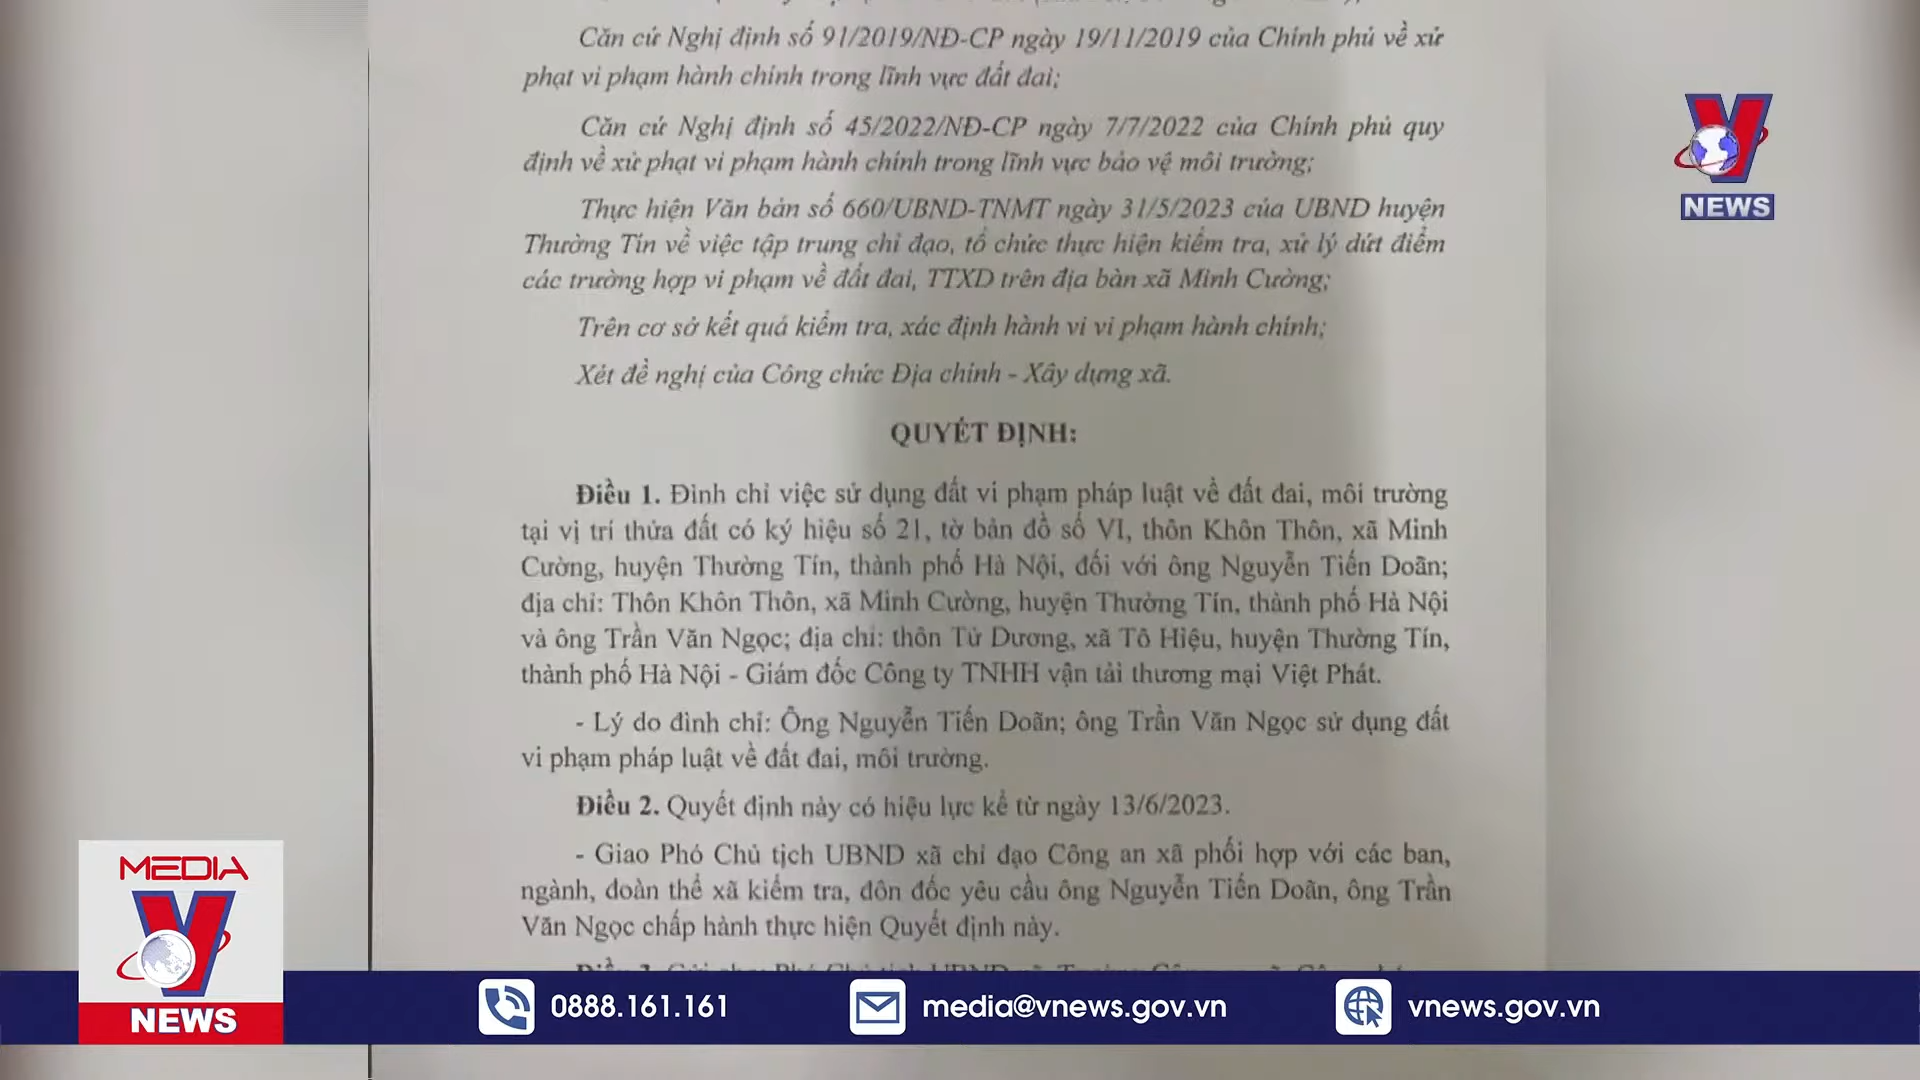 Căn cứ Nghị định số 91/2019/NĐ-CP ngày 19/11/2019 của Chính phủ về xử
phạt vi phạm hành chính trong lĩnh vực đất đai;
Căn cứ Nghị định số 45/2022/NĐ-CP ngày 7/7/2022 của Chính phủ quy
định về xử phạt vi phạm hành chính trong lĩnh vực bảo vệ môi trường;
Thực hiện Văn bản số 660/UBND-TNMT ngày 31/5/2023 của UBND huyện
Thường Tín về việc tập trung chỉ đạo, tổ chức thực hiện kiểm tra, xử lý dứt điểm
các trường hợp vi phạm về đất đai, TTXD trên địa bàn xã Minh Cường;
Trên cơ sở kết quả kiểm tra, xác định hành vi vi phạm hành chính;
Xét đề nghị của Công chức Địa chính - Xây dựng xã.
QUYẾT ĐỊNH:
Điều 1. Đình chỉ việc sử dụng đất vi phạm pháp luật về đất đai, môi trường
tại vị trí thửa đất có ký hiệu số 21, tờ bản đồ số VI, thôn Khôn Thôn, xã Minh
Cường, huyện Thường Tín, thành phố Hà Nội, đối với ông Nguyễn Tiến Doãn;
địa chỉ: Thôn Khôn Thôn, xã Minh Cường, huyện Thường Tín, thành phố Hà Nội
và ông Trần Văn Ngọc; địa chỉ: thôn Tử Dương, xã Tô Hiệu, huyện Thường Tín,
thành phố Hà Nội - Giám đốc Công ty TNHH vận tải thương mại Việt Phát.
- Lý do đình chỉ: Ông Nguyễn Tiến Doãn; ông Trần Văn Ngọc sử dụng đất
vi phạm pháp luật về đất đai, môi trường.
Điều 2. Quyết định này có hiệu lực kể từ ngày 13/6/2023.
- Giao Phó Chủ tịch UBND xã chỉ đạo Công an xã phối hợp với các ban,
ngành, đoàn thể xã kiểm tra, đôn đốc yêu cầu ông Nguyễn Tiến Doãn, ông Trần
Văn Ngọc chấp hành thực hiện Quyết định này.
V
NEWS
MEDIA
V
NEWS
0888.161.161
media@vnews.gov.vn
vnews.gov.vn